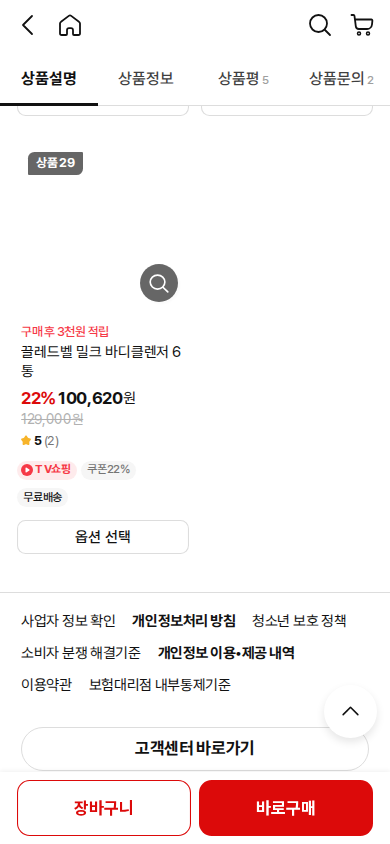 상품설명 상품정보 상품평 5 상품문의 2
상품29
구매 후 3천원 적립
끌레드벨 밀크 바디클렌저 6
통
22% 100,620원
129,000원
5 (2)
TV쇼핑 쿠폰22%
무료배송
옵션 선택
사업자 정보 확인 개인정보처리 방침 청소년 보호 정책
소비자 분쟁 해결기준 개인정보 이용•제공 내역
이용약관 보험대리점 내부통제기준
고객센터 바로가기
장바구니 바로구매